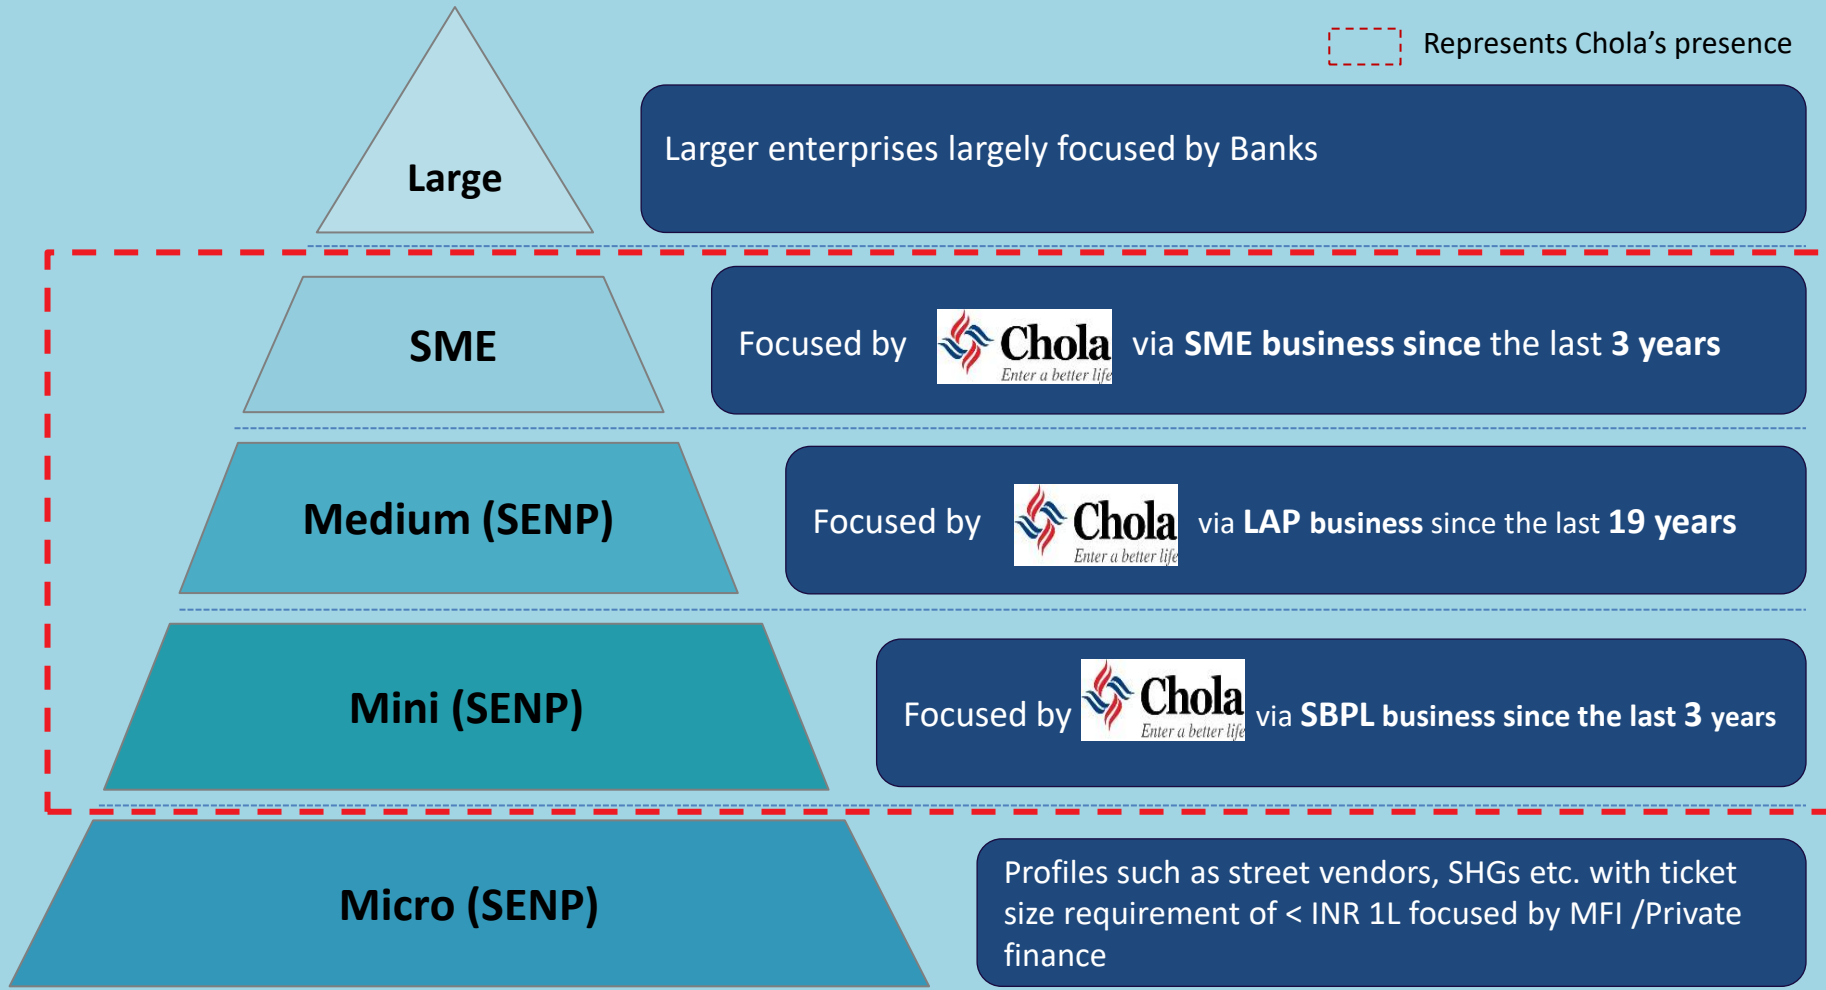 Represents Chola's presence
Large
Larger enterprises largely focused by Banks
SME
Focused by Chola Enter a better life via SME business since the last 3 years
Medium (SENP)
Focused by Chola Enter a better life via LAP business since the last 19 years
Mini (SENP)
Focused by Chola Enter a better life via SBPL business since the last 3 years
Micro (SENP)
Profiles such as street vendors, SHGs etc. with ticket
size requirement of < INR 1L focused by MFI /Private
finance